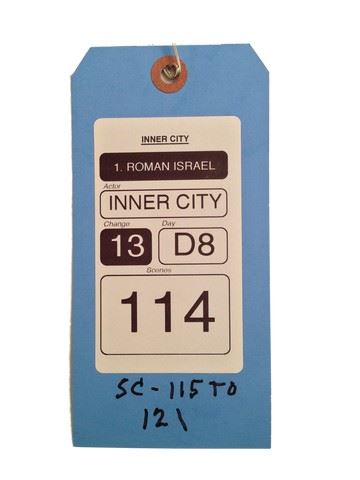 INNER CITY
1. ROMAN ISRAEL
Actor
INNER CITY
Change Day
13 D8
Scenes
114
SC-115 TO
121